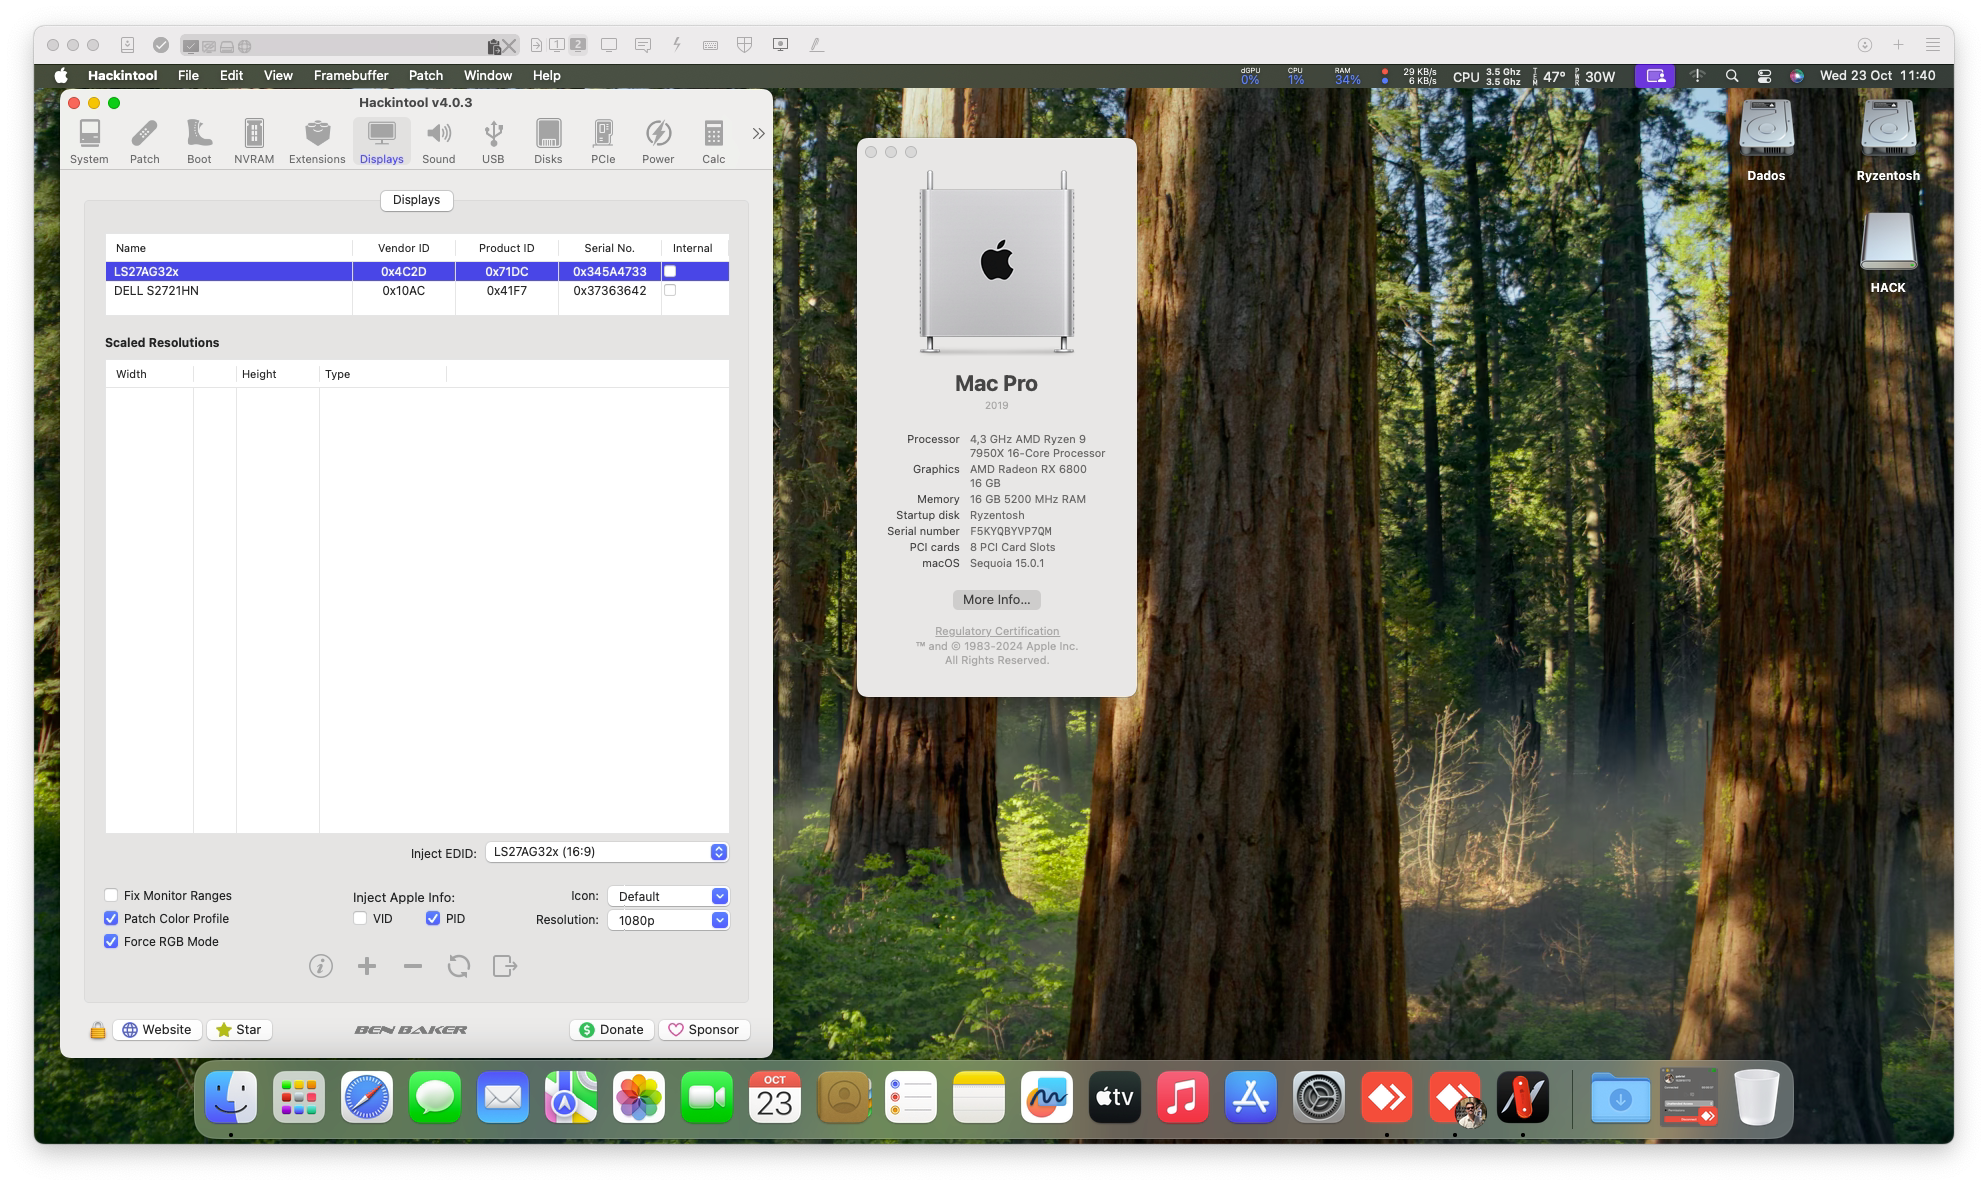 1 2
Hackintool File Edit View Framebuffer Patch Window Help
dGPU 0% CPU 1% RAM 34% 29 KB/s 6 KB/s CPU 3.5 Ghz 3.5 Ghz TEM 47° PWR 30W Wed 23 Oct 11:40
Hackintool v4.0.3
System Patch Boot NVRAM Extensions Displays Sound USB Disks PCIe Power Calc
Displays
Name Vendor ID Product ID Serial No. Internal
LS27AG32x 0x4C2D 0x71DC 0x345A4733
DELL S2721HN 0x10AC 0x41F7 0x37363642
Scaled Resolutions
Width Height Type
Inject EDID: LS27AG32x (16:9)
Fix Monitor Ranges
Patch Color Profile
Force RGB Mode
Inject Apple Info:
VID PID
Icon: Default
Resolution: 1080p
Website Star BEN BAKER Donate Sponsor
Mac Pro
2019
Processor 4,3 GHz AMD Ryzen 9
7950X 16-Core Processor
Graphics AMD Radeon RX 6800
16 GB
Memory 16 GB 5200 MHz RAM
Startup disk Ryzentosh
Serial number F5KYQBYVP7QM
PCI cards 8 PCI Card Slots
macOS Sequoia 15.0.1
More Info...
Regulatory Certification
™ and © 1983-2024 Apple Inc.
All Rights Reserved.
Dados
Ryzentosh
HACK
OCT
23
tv